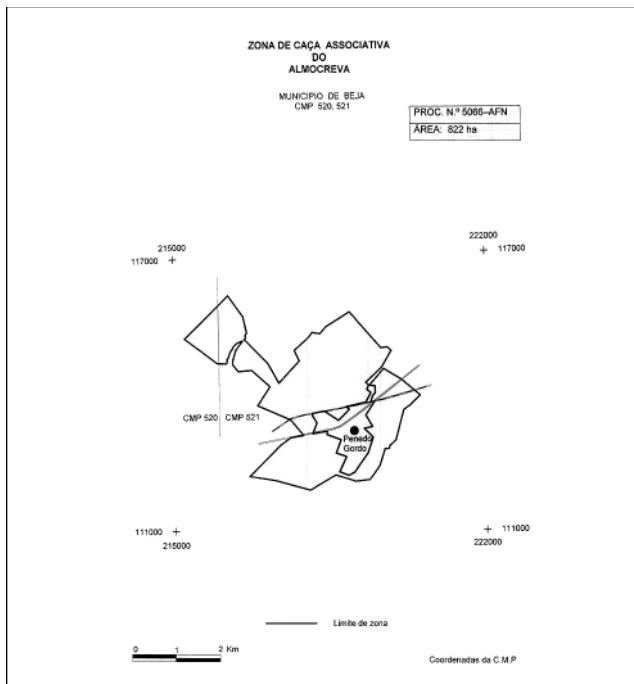 ZONA DE CAÇA ASSOCIATIVA
DO
ALMOCREVA
MUNICIPIO DE BEJA
CMP 520, 521
PROC. N.º 5066-AFN
ÁREA: 822 ha
215000
117000
222000
117000
CMP 520
CMP 521
Penedo
Gordo
111000
215000
111000
222000
Limite de zona
0 1 2 Km
Coordenadas da C.M.P